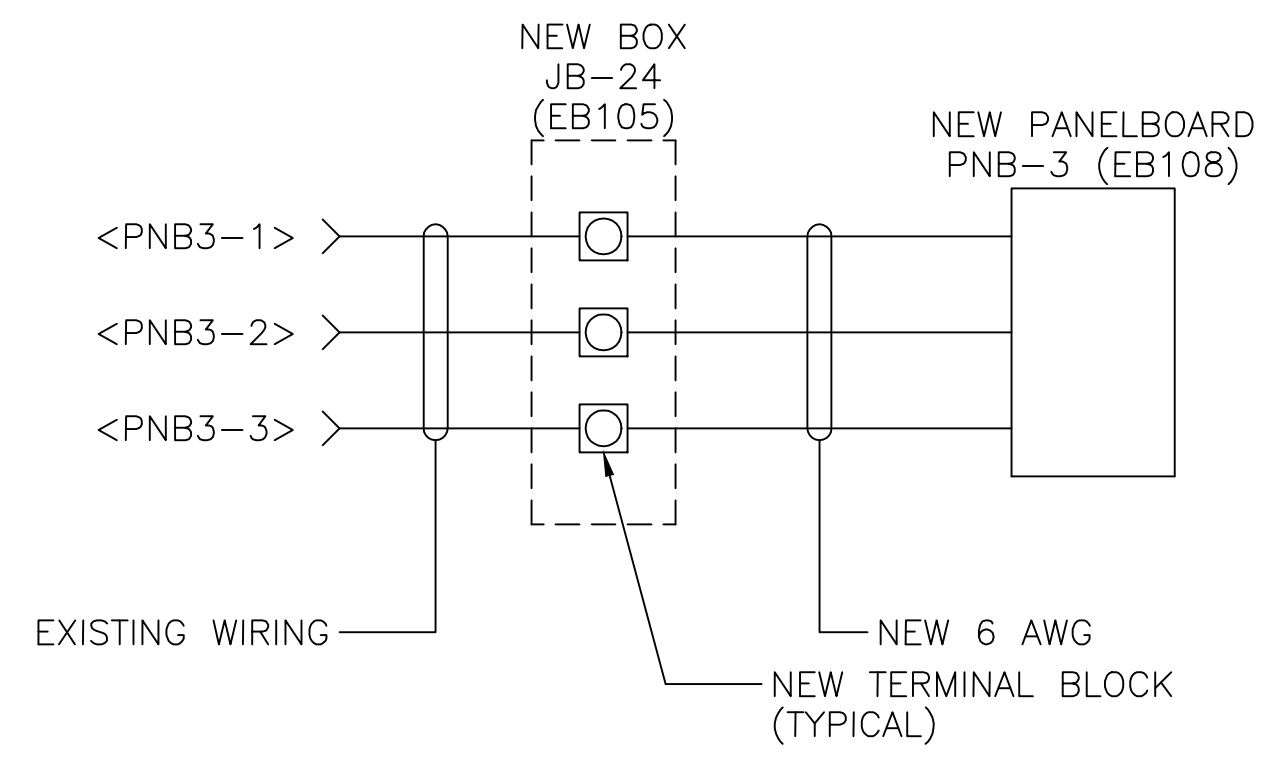 NEW BOX
JB-24
(EB105)
NEW PANELBOARD
PNB-3 (EB108)
<PNB3-1>
<PNB3-2>
<PNB3-3>
EXISTING WIRING
NEW 6 AWG
NEW TERMINAL BLOCK
(TYPICAL)